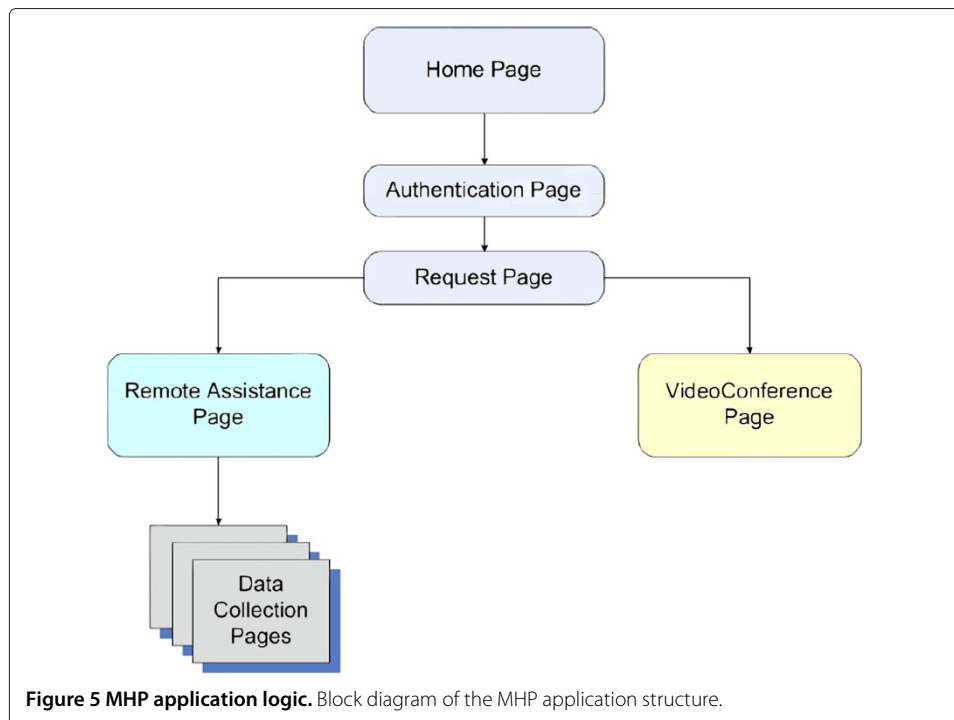 Home Page
Authentication Page
Request Page
Remote Assistance
Page
VideoConference
Page
Data
Collection
Pages
Figure 5 MHP application logic. Block diagram of the MHP application structure.